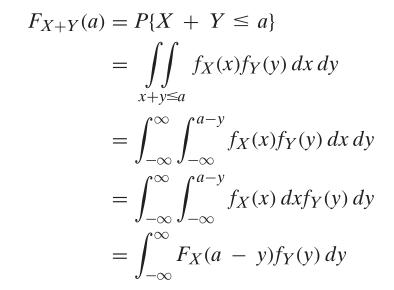 F_{X+Y}(a) = P{X + Y ≤ a}
= ∬_{x+y≤a} f_X(x)f_Y(y) dx dy
= ∫_{-∞}^{∞} ∫_{-∞}^{a-y} f_X(x)f_Y(y) dx dy
= ∫_{-∞}^{∞} ∫_{-∞}^{a-y} f_X(x) dxf_Y(y) dy
= ∫_{-∞}^{∞} F_X(a − y)f_Y(y) dy